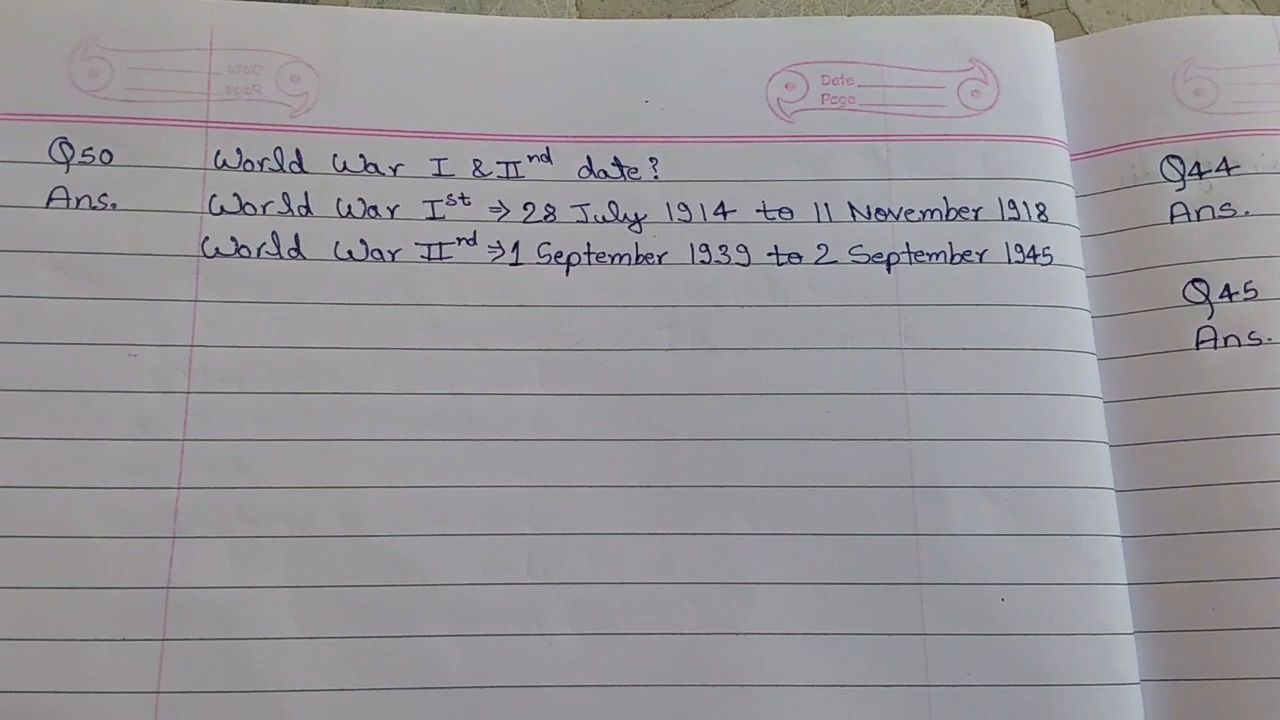 Date
Page
Q50 World War I & IInd date?
Ans. World War Ist ⇒ 28 July 1914 to 11 November 1918
World War IInd ⇒ 1 September 1939 to 2 September 1945
Q44
Ans.
Q45
Ans.